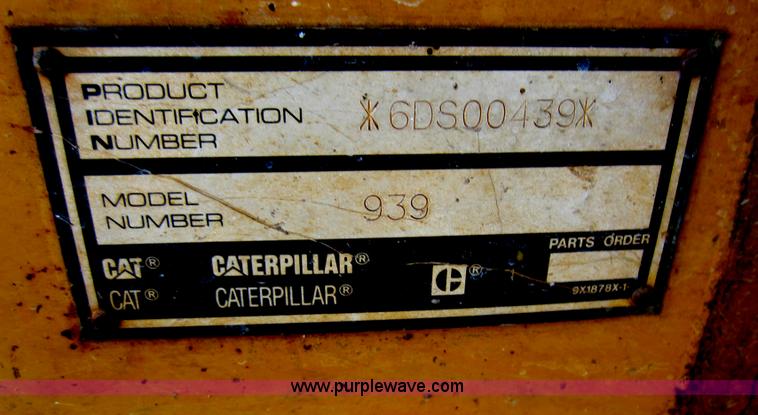 PRODUCT
IDENTIFICATION
NUMBER
*6DS00439*
MODEL
NUMBER
939
PARTS ORDER
CAT® CATERPILLAR®
CAT® CATERPILLAR® C®
9X1878X-1
www.purplewave.com